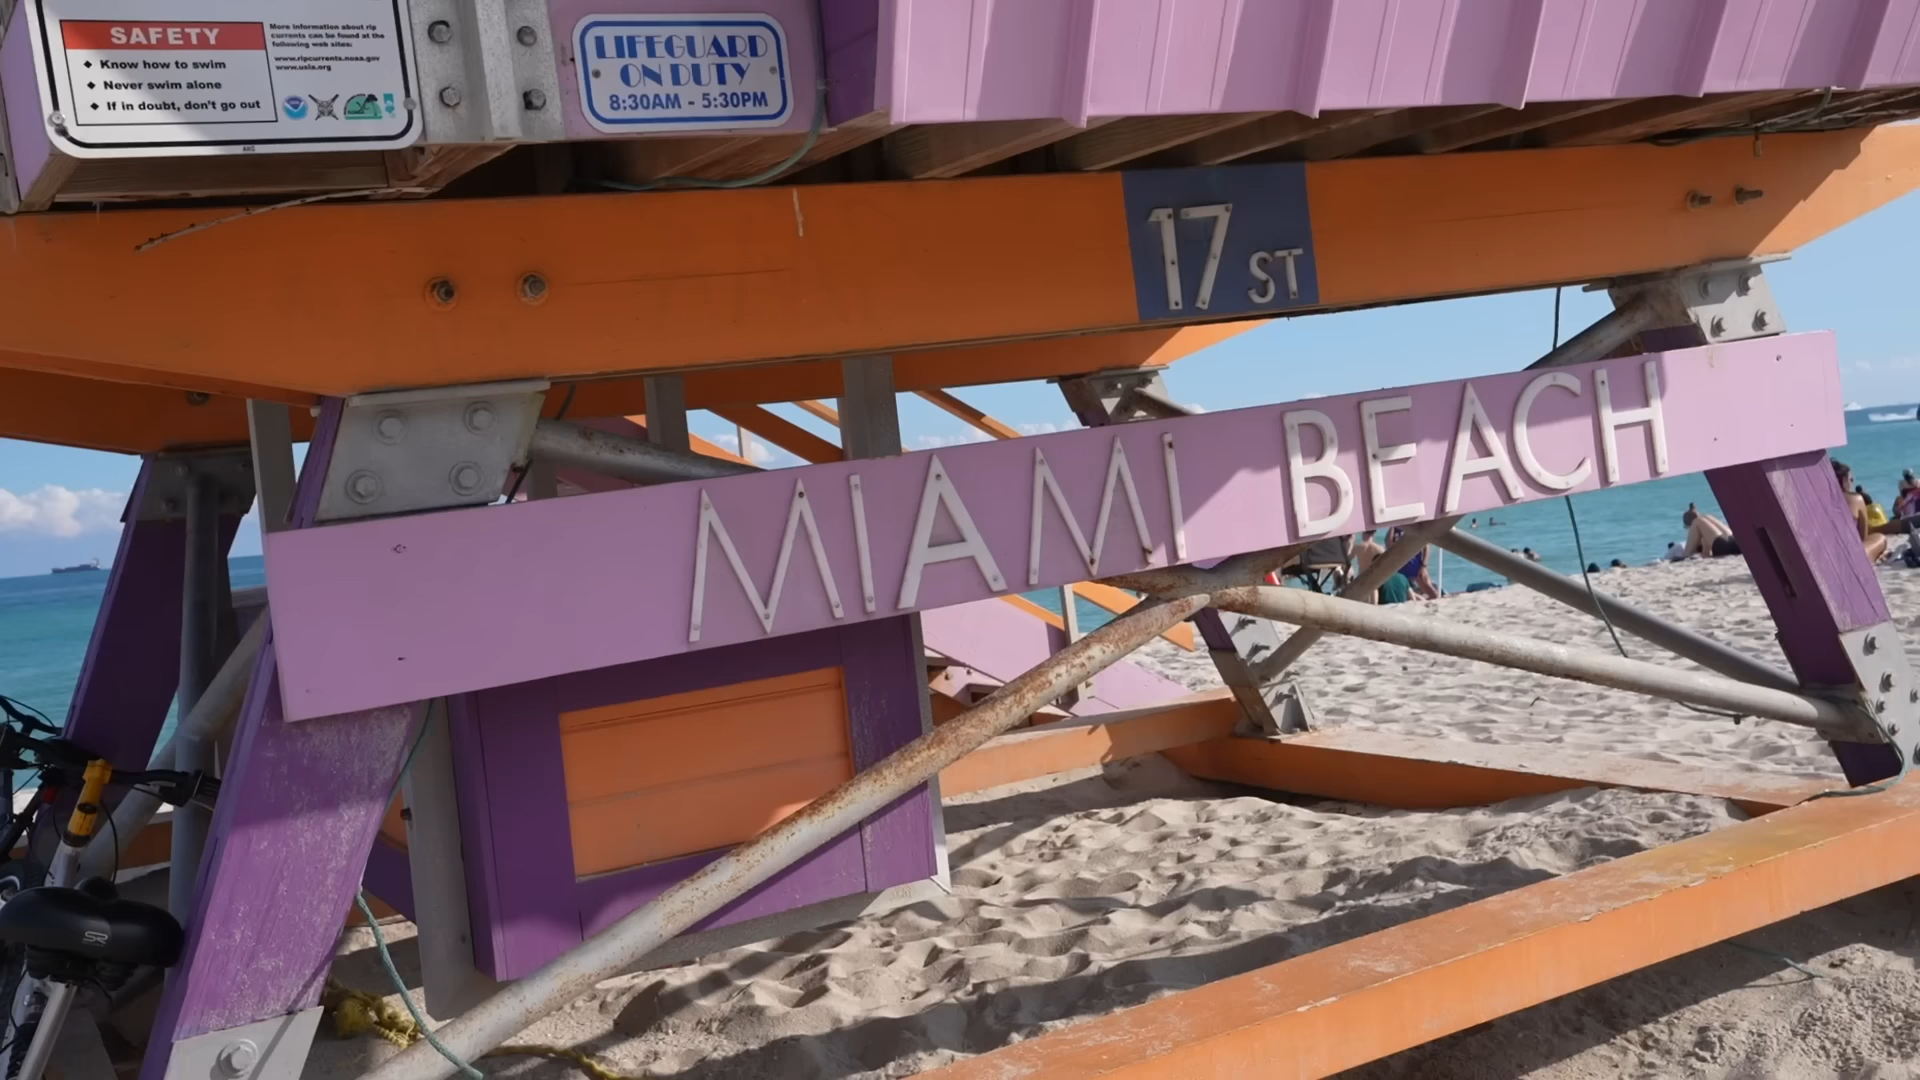 SAFETY
◆ Know how to swim
◆ Never swim alone
◆ If in doubt, don't go out
More information about rip
currents can be found at the
following web sites:
www.ripcurrents.noaa.gov
www.usla.org
LIFEGUARD
ON DUTY
8:30AM - 5:30PM
17 ST
MIAMI BEACH
SR